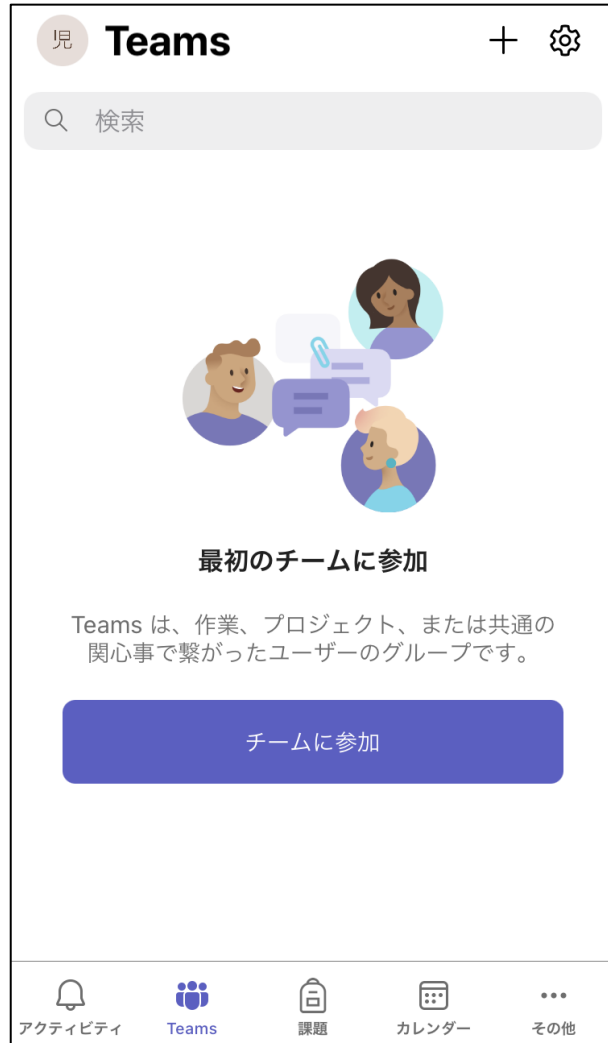 児 Teams
検索
最初のチームに参加
Teams は、作業、プロジェクト、または共通の
関心事で繋がったユーザーのグループです。
チームに参加
アクティビティ Teams 課題 カレンダー その他